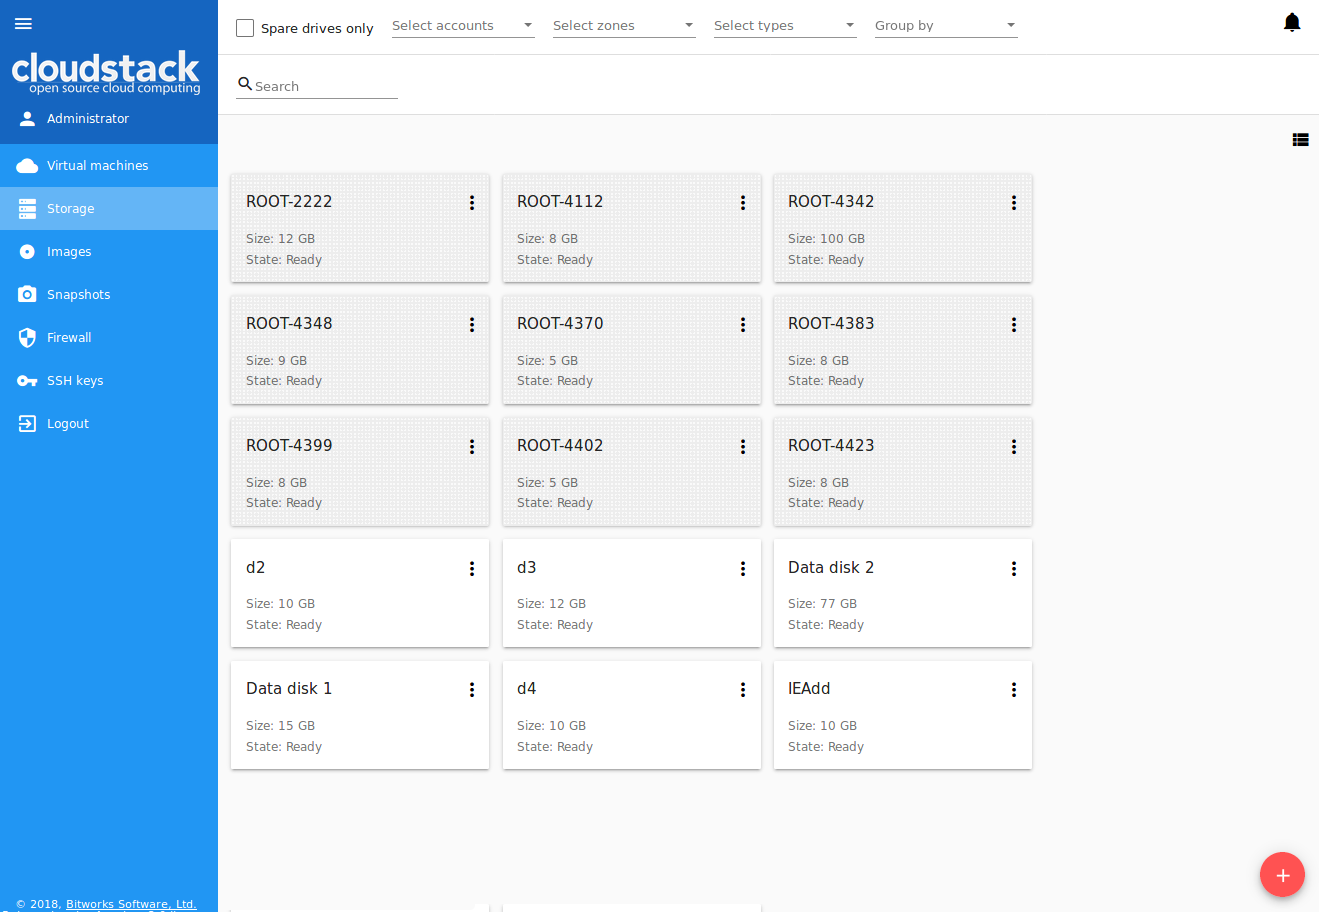 cloudstack
open source cloud computing
Administrator
Virtual machines
Storage
Images
Snapshots
Firewall
SSH keys
Logout
© 2018, Bitworks Software, Ltd.
Spare drives only
Select accounts
Select zones
Select types
Group by
Search
ROOT-2222
Size: 12 GB
State: Ready
ROOT-4112
Size: 8 GB
State: Ready
ROOT-4342
Size: 100 GB
State: Ready
ROOT-4348
Size: 9 GB
State: Ready
ROOT-4370
Size: 5 GB
State: Ready
ROOT-4383
Size: 8 GB
State: Ready
ROOT-4399
Size: 8 GB
State: Ready
ROOT-4402
Size: 5 GB
State: Ready
ROOT-4423
Size: 8 GB
State: Ready
d2
Size: 10 GB
State: Ready
d3
Size: 12 GB
State: Ready
Data disk 2
Size: 77 GB
State: Ready
Data disk 1
Size: 15 GB
State: Ready
d4
Size: 10 GB
State: Ready
IEAdd
Size: 10 GB
State: Ready